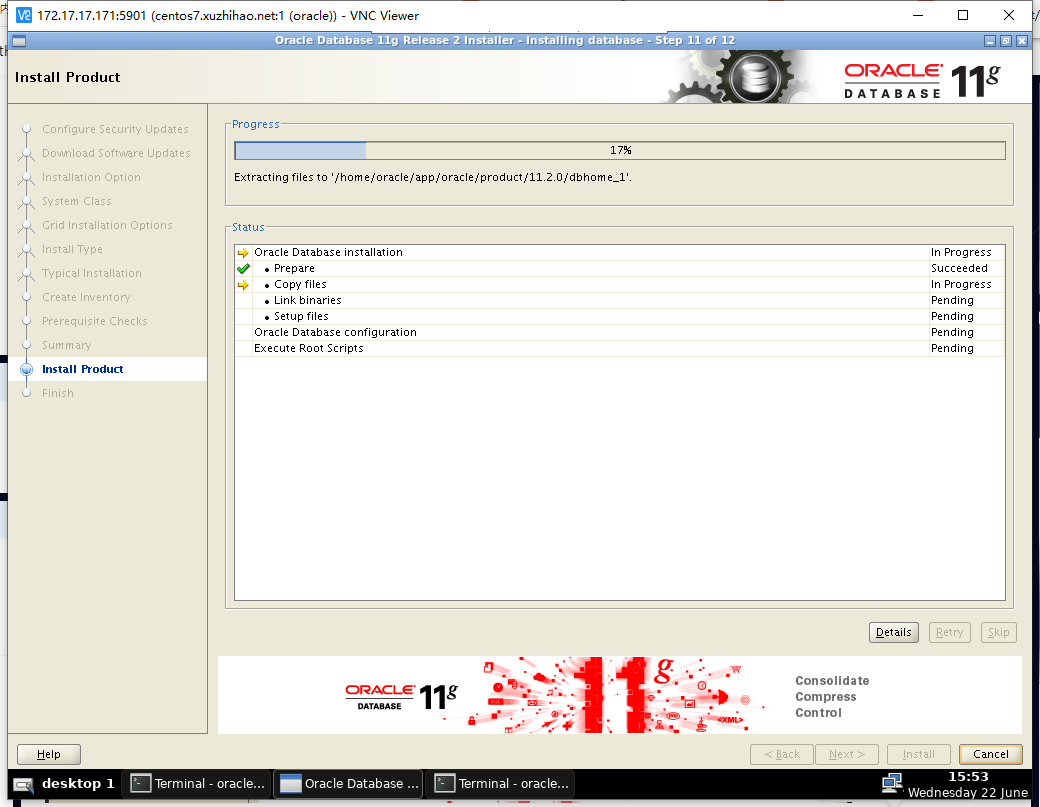 172.17.17.171:5901 (centos7.xuzhihao.net:1 (oracle)) - VNC Viewer
Oracle Database 11g Release 2 Installer - Installing database - Step 11 of 12
Install Product
ORACLE
DATABASE
11g
Configure Security Updates
Download Software Updates
Installation Option
System Class
Grid Installation Options
Install Type
Typical Installation
Create Inventory
Prerequisite Checks
Summary
Install Product
Finish
Progress
17%
Extracting files to '/home/oracle/app/oracle/product/11.2.0/dbhome_1'.
Status
Oracle Database installation In Progress
• Prepare Succeeded
• Copy files In Progress
• Link binaries Pending
• Setup files Pending
Oracle Database configuration Pending
Execute Root Scripts Pending
Details Retry Skip
ORACLE
DATABASE
11g
11g
<XML>
Consolidate
Compress
Control
Help < Back Next > Install Cancel
desktop 1 Terminal - oracle... Oracle Database ... Terminal - oracle... 15:53
Wednesday 22 June